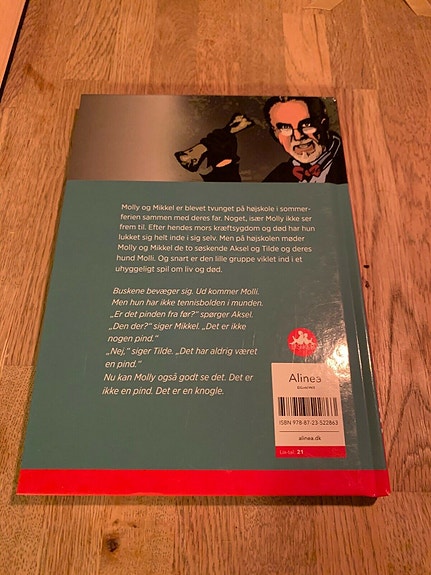 Molly og Mikkel er blevet tvunget på højskole i sommer-
ferien sammen med deres far. Noget, især Molly ikke ser
frem til. Efter hendes mors kræftsygdom og død har hun
lukket sig helt inde i sig selv. Men på højskolen møder
Molly og Mikkel de to søskende Aksel og Tilde og deres
hund Molli. Og snart er den lille gruppe viklet ind i et
uhyggeligt spil om liv og død.
Buskene bevæger sig. Ud kommer Molli.
Men hun har ikke tennisbolden i munden.
„Er det pinden fra før?“ spørger Aksel.
„Den der?“ siger Mikkel. „Det er ikke
nogen pind.“
„Nej,“ siger Tilde. „Det har aldrig været
en pind.“
Nu kan Molly også godt se det. Det er
ikke en pind. Det er en knogle.
Alinea
ISBN 978-87-23-522863
alinea.dk
Lix-tal 21